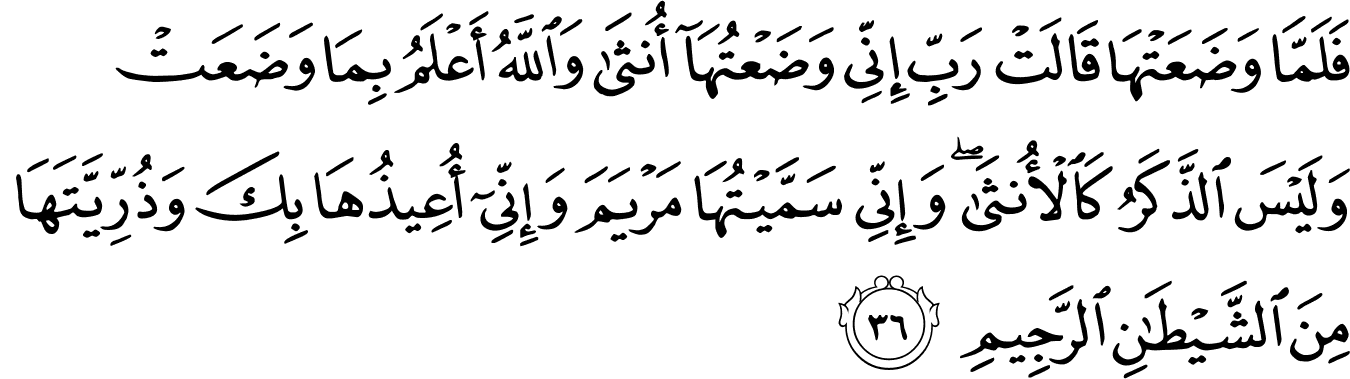 فَلَمَّا وَضَعَتۡهَا قَالَتۡ رَبِّ إِنِّي وَضَعۡتُهَآ أُنثَىٰ وَٱللَّهُ أَعۡلَمُ بِمَا وَضَعَتۡ
وَلَيۡسَ ٱلذَّكَرُ كَٱلۡأُنثَىٰۖ وَإِنِّي سَمَّيۡتُهَا مَرۡيَمَ وَإِنِّيٓ أُعِيذُهَا بِكَ وَذُرِّيَّتَهَا
مِنَ ٱلشَّيۡطَٰنِ ٱلرَّجِيمِ ٣٦